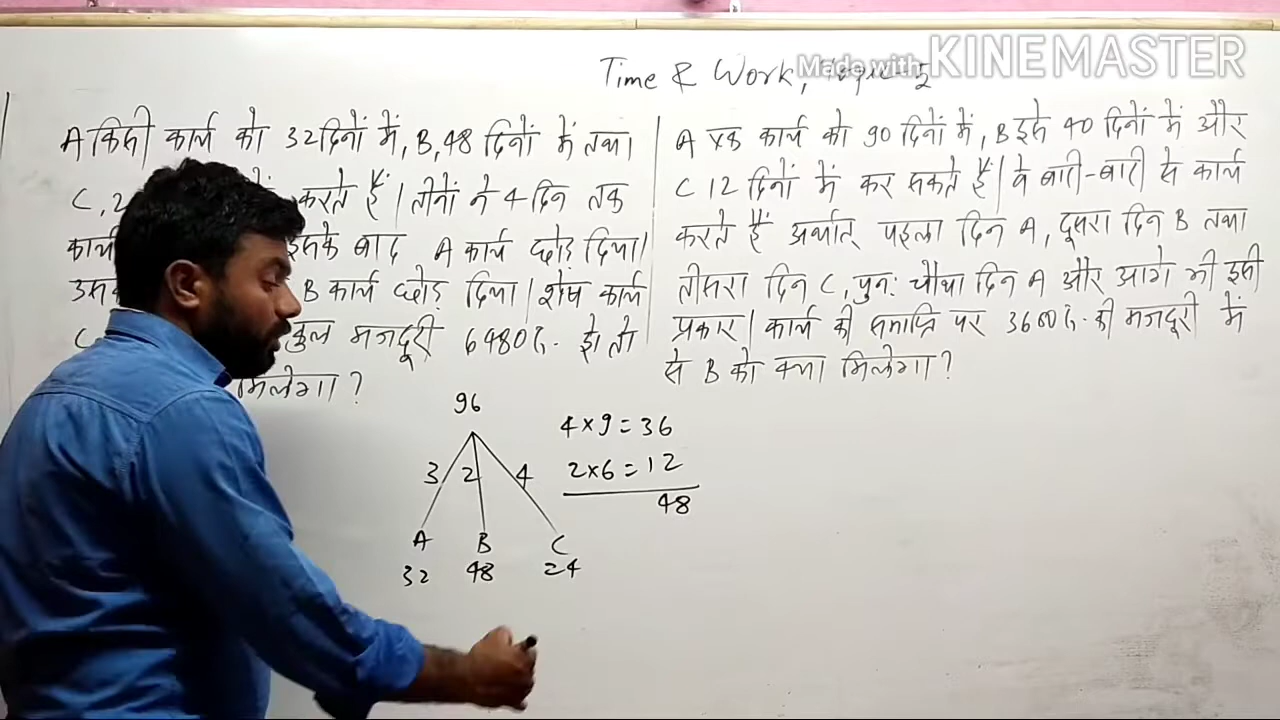 Made with KINEMASTER
Time & Work,
A किसी कार्य को 32 दिनों में, B, 48 दिनों में तथा
C, 2 करते हैं। तीनों ने 4 दिन तक
कार्य इसके बाद A कार्य छोड़ दिया।
B कार्य छोड़ दिया। शेष कार्य
C कुल मजदूरी 6480रु. हो तो
मिलेगा?
A एक कार्य को 90 दिनों में, B इसे 40 दिनों में और
C 12 दिनों में कर सकते हैं। वे बारी-बारी से कार्य
करते हैं अर्थात् पहला दिन A, दूसरा दिन B तथा
तीसरा दिन C, पुनः चौथा दिन A और आगे भी इसी
प्रकार। कार्य की समाप्ति पर 3600रु. की मजदूरी में
से B को क्या मिलेगा?
96
3 2 4
A B C
32 48 24
4×9=36
2×6=12
48